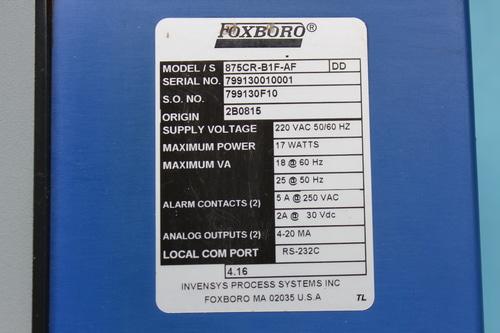 FOXBORO®
MODEL / S 875CR-B1F-AF DD
SERIAL NO. 799130010001
S.O. NO. 799130F10
ORIGIN 2B0815
SUPPLY VOLTAGE 220 VAC 50/60 HZ
MAXIMUM POWER 17 WATTS
MAXIMUM VA 18 @ 60 Hz
25 @ 50 Hz
ALARM CONTACTS (2) 5 A @ 250 VAC
2A @ 30 Vdc
ANALOG OUTPUTS (2) 4-20 MA
LOCAL COM PORT RS-232C
4.16
INVENSYS PROCESS SYSTEMS INC
FOXBORO MA 02035 U.S.A TL